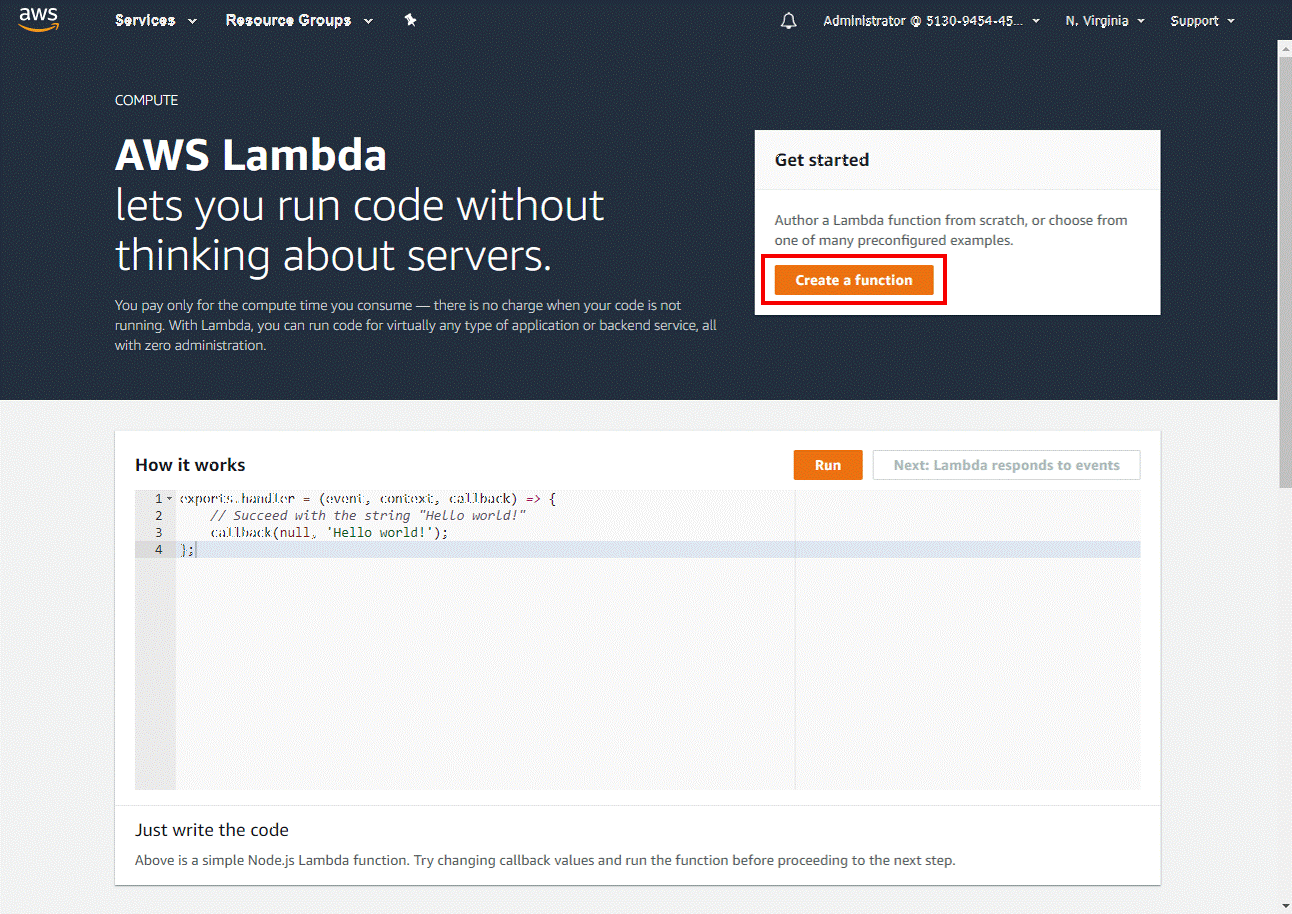 aws
Services
Resource Groups
Administrator @ 5130-9454-45...
N. Virginia
Support
COMPUTE
AWS Lambda
lets you run code without
thinking about servers.
You pay only for the compute time you consume — there is no charge when your code is not
running. With Lambda, you can run code for virtually any type of application or backend service, all
with zero administration.
Get started
Author a Lambda function from scratch, or choose from
one of many preconfigured examples.
Create a function
How it works
Run
Next: Lambda responds to events
1 exports.handler = (event, context, callback) => {
2 // Succeed with the string "Hello world!"
3 callback(null, 'Hello world!');
4 };
Just write the code
Above is a simple Node.js Lambda function. Try changing callback values and run the function before proceeding to the next step.